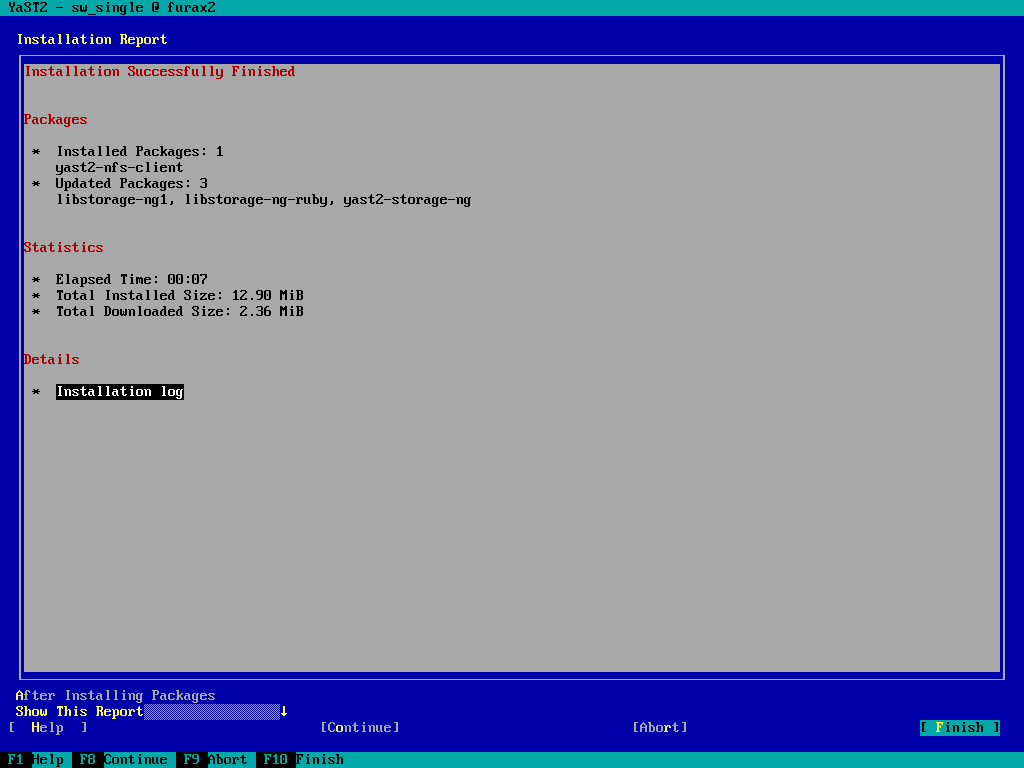 YaST2 - sw_single @ furax2
Installation Report
Installation Successfully Finished
Packages
* Installed Packages: 1
yast2-nfs-client
* Updated Packages: 3
libstorage-ng1, libstorage-ng-ruby, yast2-storage-ng
Statistics
* Elapsed Time: 00:07
* Total Installed Size: 12.90 MiB
* Total Downloaded Size: 2.36 MiB
Details
* Installation log
After Installing Packages
Show This Report↓
[ Help ] [Continue] [Abort] [ Finish ]
F1 Help F8 Continue F9 Abort F10 Finish